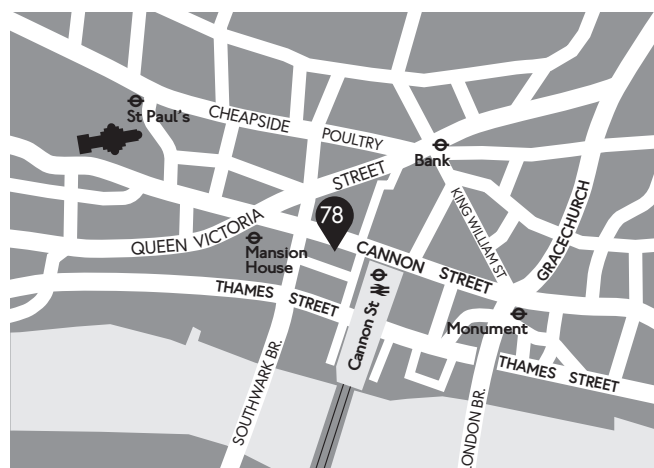 St Paul's
CHEAPSIDE
POULTRY
Bank
STREET
KING WILLIAM ST
GRACECHURCH
78
QUEEN VICTORIA
Mansion
House
CANNON STREET
THAMES STREET
Cannon St
Monument
THAMES STREET
SOUTHWARK BR.
LONDON BR.